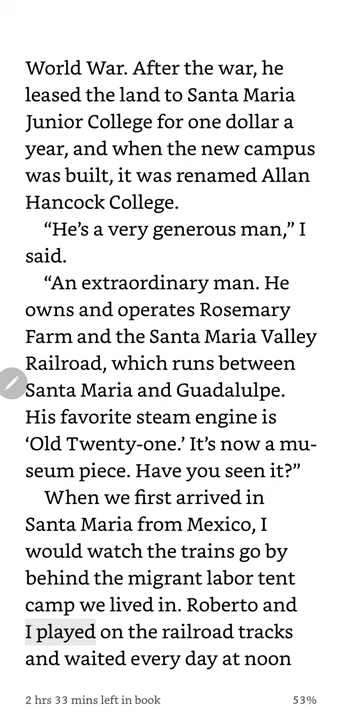 World War. After the war, he
leased the land to Santa Maria
Junior College for one dollar a
year, and when the new campus
was built, it was renamed Allan
Hancock College.
“He’s a very generous man,” I
said.
“An extraordinary man. He
owns and operates Rosemary
Farm and the Santa Maria Valley
Railroad, which runs between
Santa Maria and Guadalulpe.
His favorite steam engine is
‘Old Twenty-one.’ It’s now a mu-
seum piece. Have you seen it?”
When we first arrived in
Santa Maria from Mexico, I
would watch the trains go by
behind the migrant labor tent
camp we lived in. Roberto and
I played on the railroad tracks
and waited every day at noon
2 hrs 33 mins left in book 53%